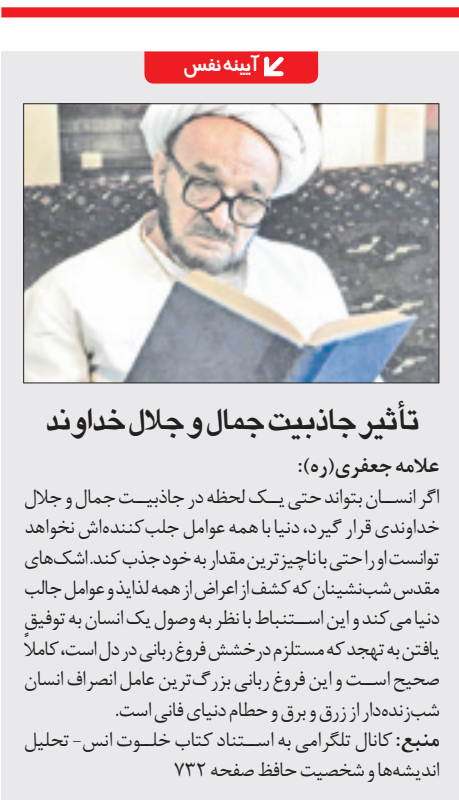 آیینه نفس
تأثیر جاذبیت جمال و جلال خداوند
علامه جعفری(ره):
اگر انسان بتواند حتی یک لحظه در جاذبیت جمال و جلال
خداوندی قرار گیرد، دنیا با همه عوامل جلب کننده‌اش نخواهد
توانست او را حتی با ناچیزترین مقدار به خود جذب کند. اشک‌های
مقدس شب‌نشینان که کشف از اعراض از همه لذایذ و عوامل جالب
دنیا می کند و این استنباط با نظر به وصول یک انسان به توفیق
یافتن به تهجد که مستلزم درخشش فروغ ربانی در دل است، کاملاً
صحیح است و این فروغ ربانی بزرگ‌ترین عامل انصراف انسان
شب‌زنده‌دار از زرق و برق و حطام دنیای فانی است.
منبع: کانال تلگرامی به استناد کتاب خلوت انس- تحلیل
اندیشه‌ها و شخصیت حافظ صفحه ۷۳۲